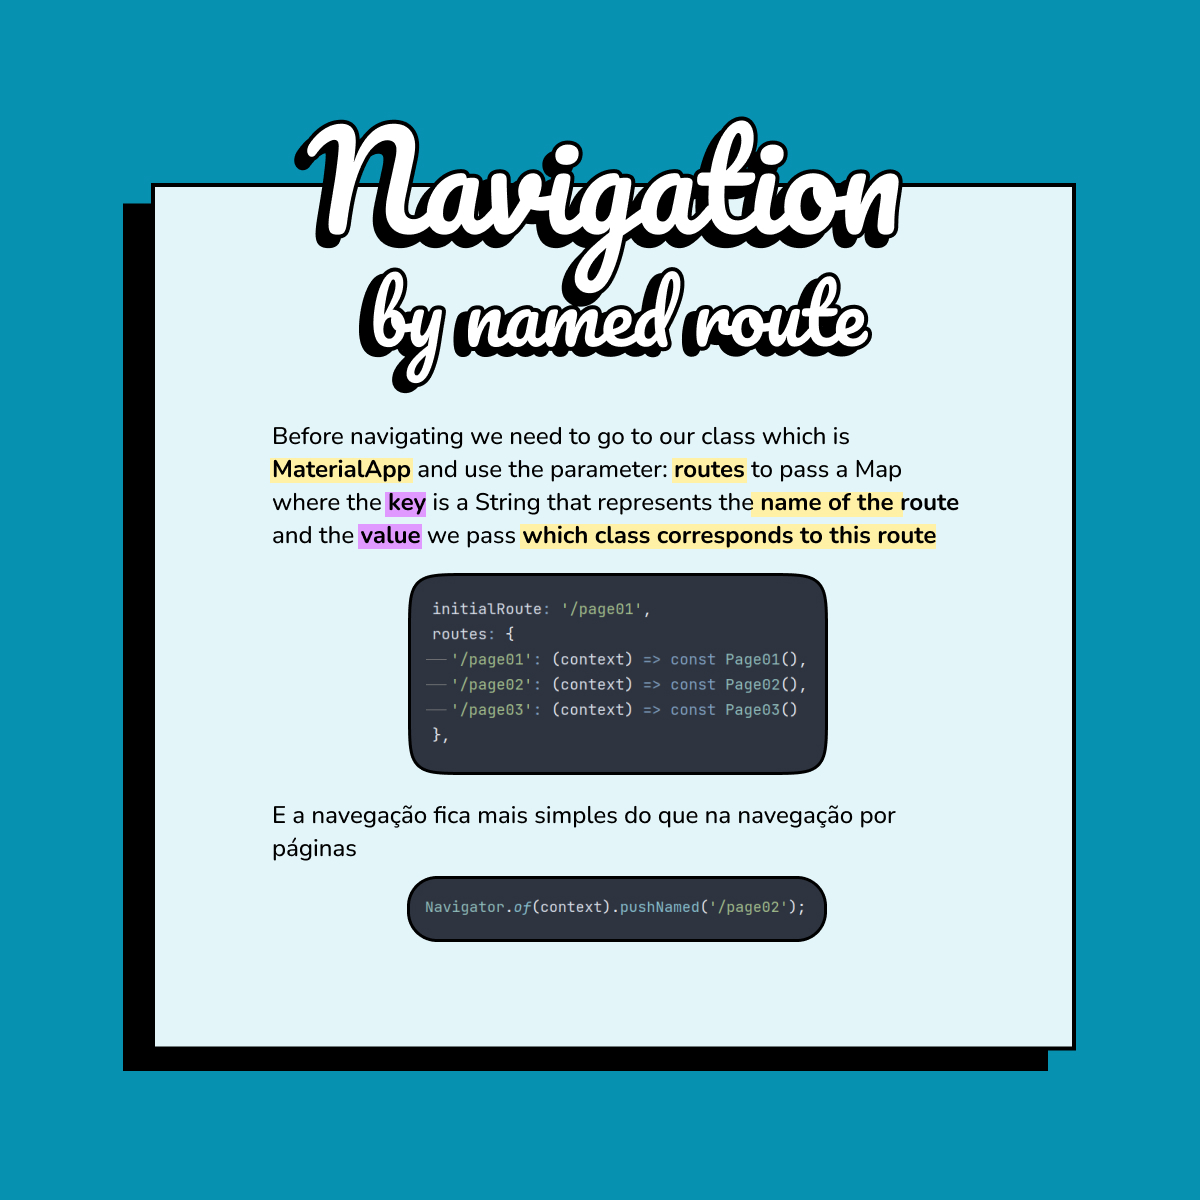 Navigation
by named route
Before navigating we need to go to our class which is
MaterialApp and use the parameter: routes to pass a Map
where the key is a String that represents the name of the route
and the value we pass which class corresponds to this route
initialRoute: '/page01',
routes: {
'/page01': (context) => const Page01(),
'/page02': (context) => const Page02(),
'/page03': (context) => const Page03()
},
E a navegação fica mais simples do que na navegação por
páginas
Navigator.of(context).pushNamed('/page02');